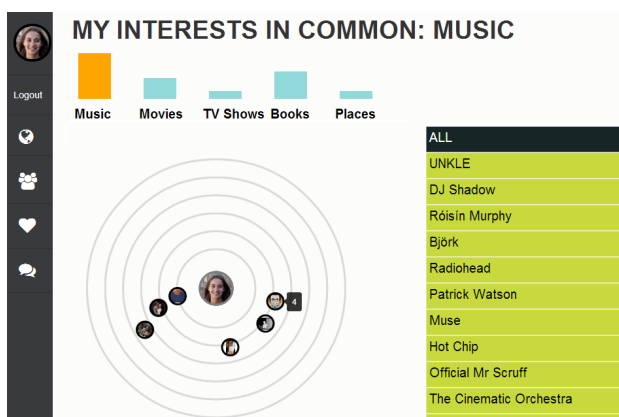 MY INTERESTS IN COMMON: MUSIC
Logout
Music Movies TV Shows Books Places
ALL
UNKLE
DJ Shadow
Róisín Murphy
Björk
Radiohead
Patrick Watson
4
Muse
Hot Chip
Official Mr Scruff
The Cinematic Orchestra